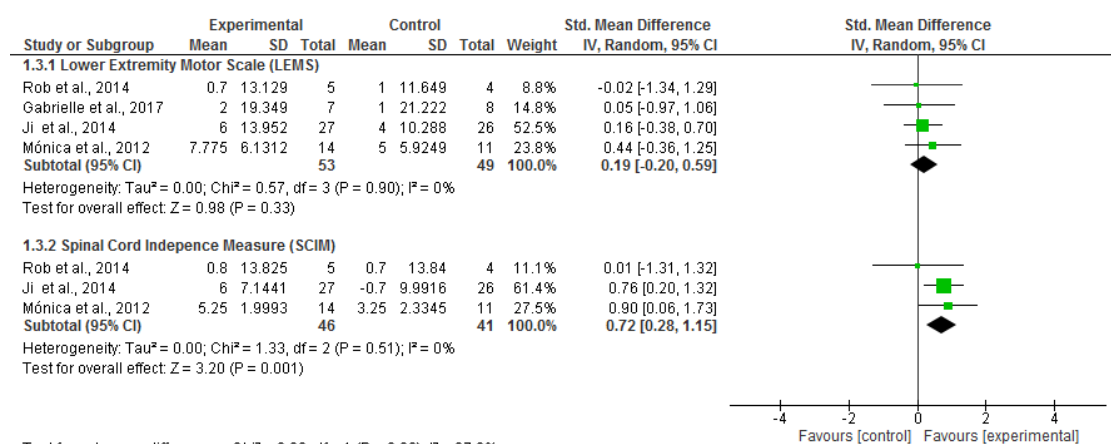 Experimental Control Std. Mean Difference Std. Mean Difference
Study or Subgroup Mean SD Total Mean SD Total Weight IV, Random, 95% CI IV, Random, 95% CI
1.3.1 Lower Extremity Motor Scale (LEMS)
Rob et al., 2014 0.7 13.129 5 1 11.649 4 8.8% -0.02 [-1.34, 1.29]
Gabrielle et al., 2017 2 19.349 7 1 21.222 8 14.8% 0.05 [-0.97, 1.06]
Ji et al., 2014 6 13.952 27 4 10.288 26 52.5% 0.16 [-0.38, 0.70]
Mónica et al., 2012 7.775 6.1312 14 5 5.9249 11 23.8% 0.44 [-0.36, 1.25]
Subtotal (95% CI) 53 49 100.0% 0.19 [-0.20, 0.59]
Heterogeneity: Tau² = 0.00; Chi² = 0.57, df = 3 (P = 0.90); I² = 0%
Test for overall effect: Z = 0.98 (P = 0.33)
1.3.2 Spinal Cord Indepence Measure (SCIM)
Rob et al., 2014 0.8 13.825 5 0.7 13.84 4 11.1% 0.01 [-1.31, 1.32]
Ji et al., 2014 6 7.1441 27 -0.7 9.9916 26 61.4% 0.76 [0.20, 1.32]
Mónica et al., 2012 5.25 1.9993 14 3.25 2.3345 11 27.5% 0.90 [0.06, 1.73]
Subtotal (95% CI) 46 41 100.0% 0.72 [0.28, 1.15]
Heterogeneity: Tau² = 0.00; Chi² = 1.33, df = 2 (P = 0.51); I² = 0%
Test for overall effect: Z = 3.20 (P = 0.001)
-4 -2 0 2 4
Favours [control] Favours [experimental]